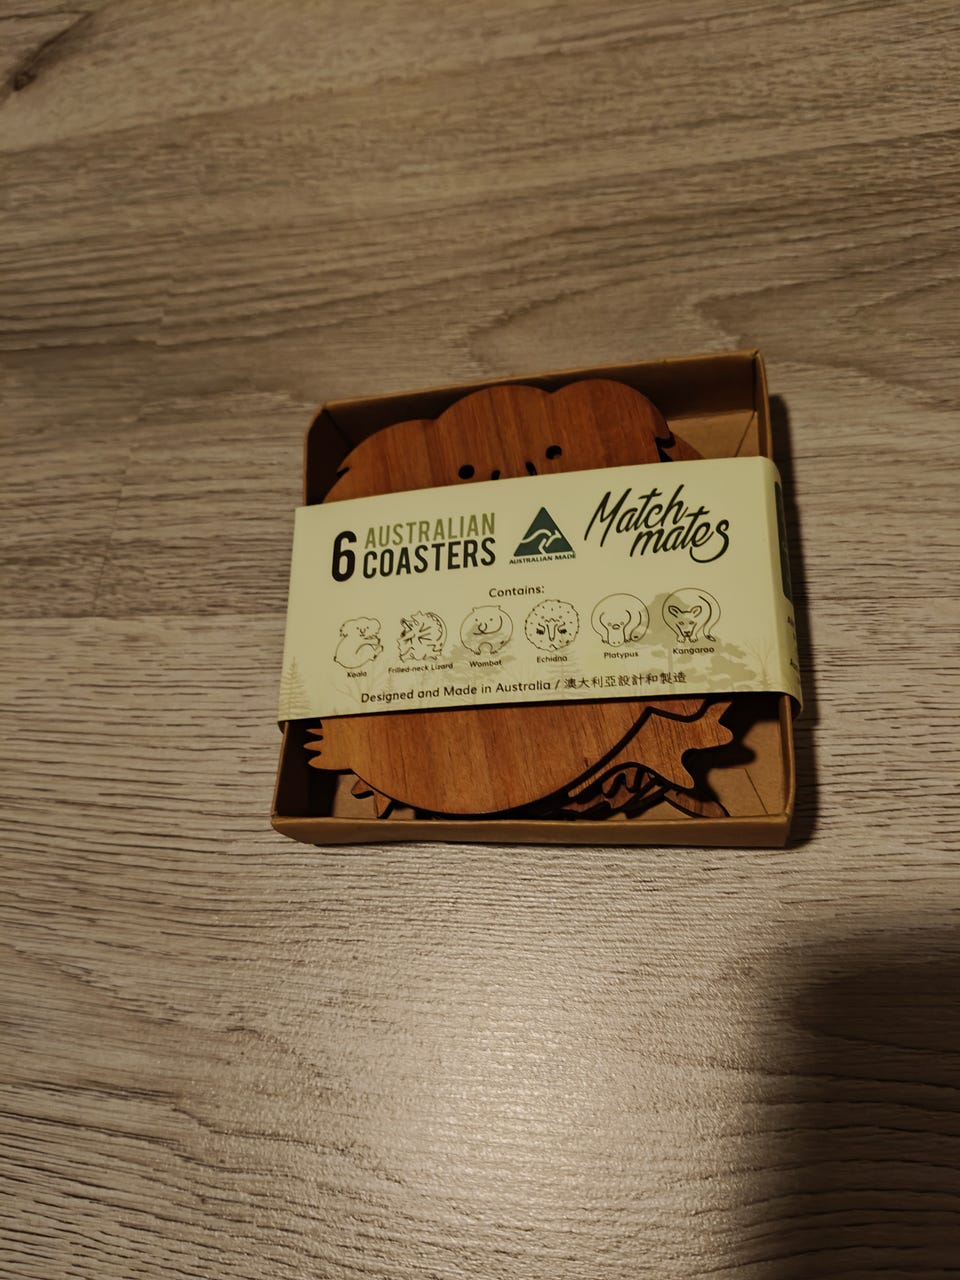 6 AUSTRALIAN
COASTERS
AUSTRALIAN MADE
Match
mates
Contains:
Koala
Frilled-neck Lizard
Wombat
Echidna
Platypus
Kangaroo
Designed and Made in Australia / 澳大利亞設計和製造